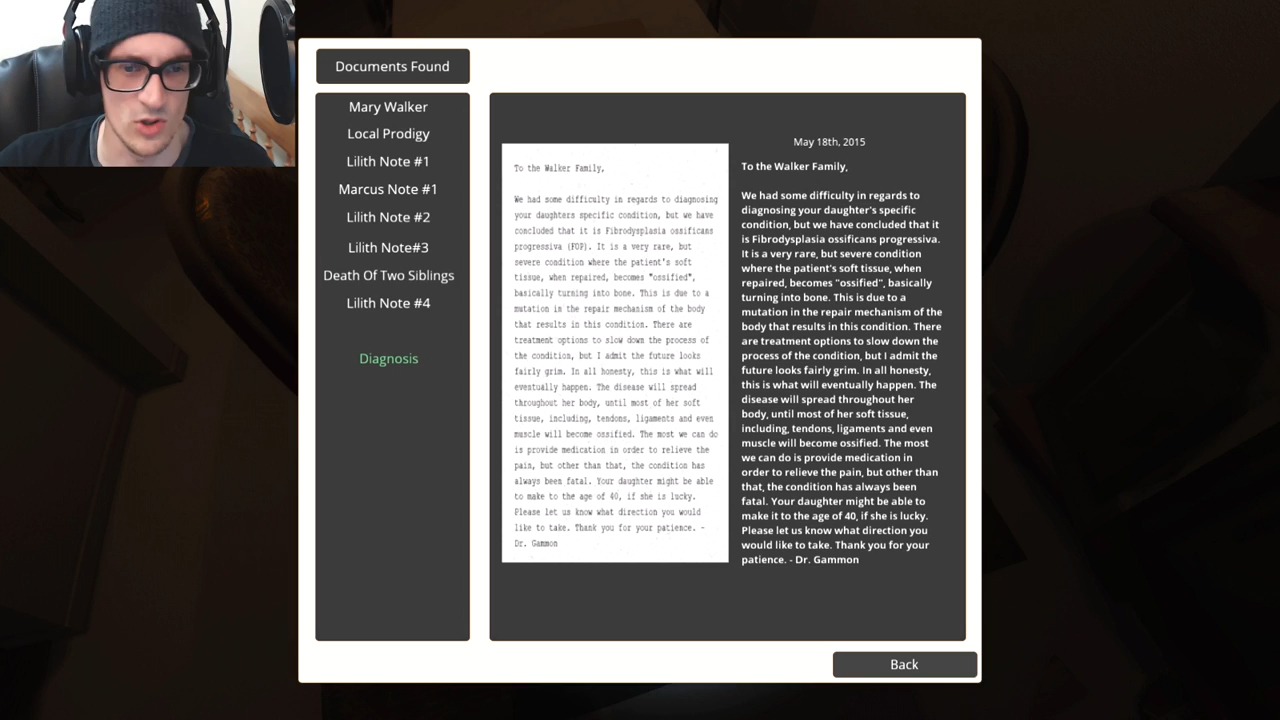 Documents Found
Mary Walker
Local Prodigy
Lilith Note #1
Marcus Note #1
Lilith Note #2
Lilith Note#3
Death Of Two Siblings
Lilith Note #4
Diagnosis
To the Walker Family,
We had some difficulty in regards to diagnosing
your daughters specific condition, but we have
concluded that it is Fibrodysplasia ossificans
progressiva (FOP). It is a very rare, but
severe condition where the patient's soft
tissue, when repaired, becomes "ossified",
basically turning into bone. This is due to a
mutation in the repair mechanism of the body
that results in this condition. There are
treatment options to slow down the process of
the condition, but I admit the future looks
fairly grim. In all honesty, this is what will
evestually happen. The disease will spread
throughout her body, until most of her soft
tissue, including, tendons, ligaments and even
muscle will become ossified. The most we can do
is provide medication in order to relieve the
pain, but other than that, the condition has
always been fatal. Your daughter might be able
to make to the age of 40, if she is lucky.
Please let us know what direction you would
like to take. Thank you for your patience. -
Dr. Gammon
May 18th, 2015
To the Walker Family,
We had some difficulty in regards to
diagnosing your daughter's specific
condition, but we have concluded that it
is Fibrodysplasia ossificans progressiva.
It is a very rare, but severe condition
where the patient's soft tissue, when
repaired, becomes "ossified", basically
turning into bone. This is due to a
mutation in the repair mechanism of the
body that results in this condition. There
are treatment options to slow down the
process of the condition, but I admit the
future looks fairly grim. In all honesty,
this is what will eventually happen. The
disease will spread throughout her
body, until most of her soft tissue,
including, tendons, ligaments and even
muscle will become ossified. The most
we can do is provide medication in
order to relieve the pain, but other than
that, the condition has always been
fatal. Your daughter might be able to
make it to the age of 40, if she is lucky.
Please let us know what direction you
would like to take. Thank you for your
patience. - Dr. Gammon
Back